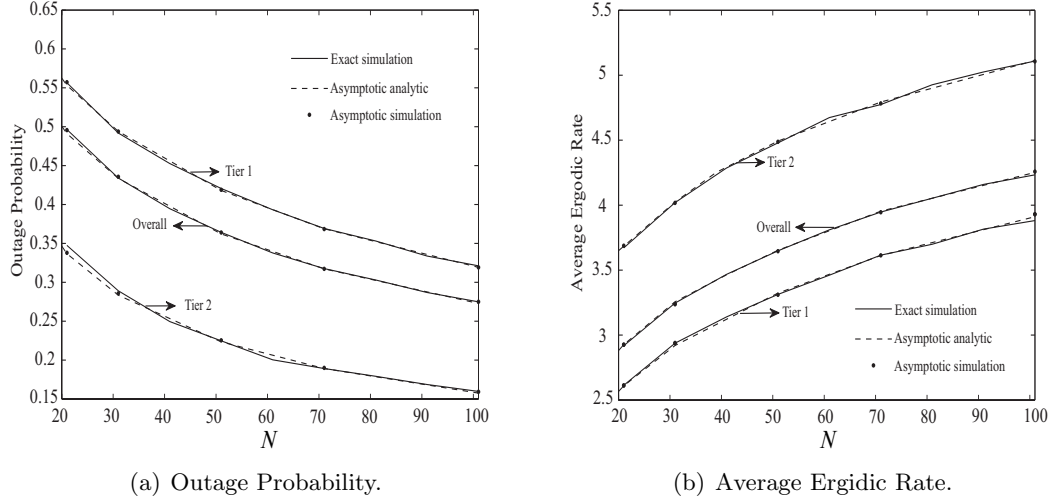 0.65
0.6
0.55
0.5
0.45
0.4
0.35
0.3
0.25
0.2
0.15
Outage Probability
Exact simulation
Asymptotic analytic
Asymptotic simulation
Tier 1
Overall
Tier 2
20 30 40 50 60 70 80 90 100
N
(a) Outage Probability.
5.5
5
4.5
4
3.5
3
2.5
Average Ergodic Rate
Tier 2
Overall
Tier 1
Exact simulation
Asymptotic analytic
Asymptotic simulation
20 30 40 50 60 70 80 90 100
N
(b) Average Ergidic Rate.